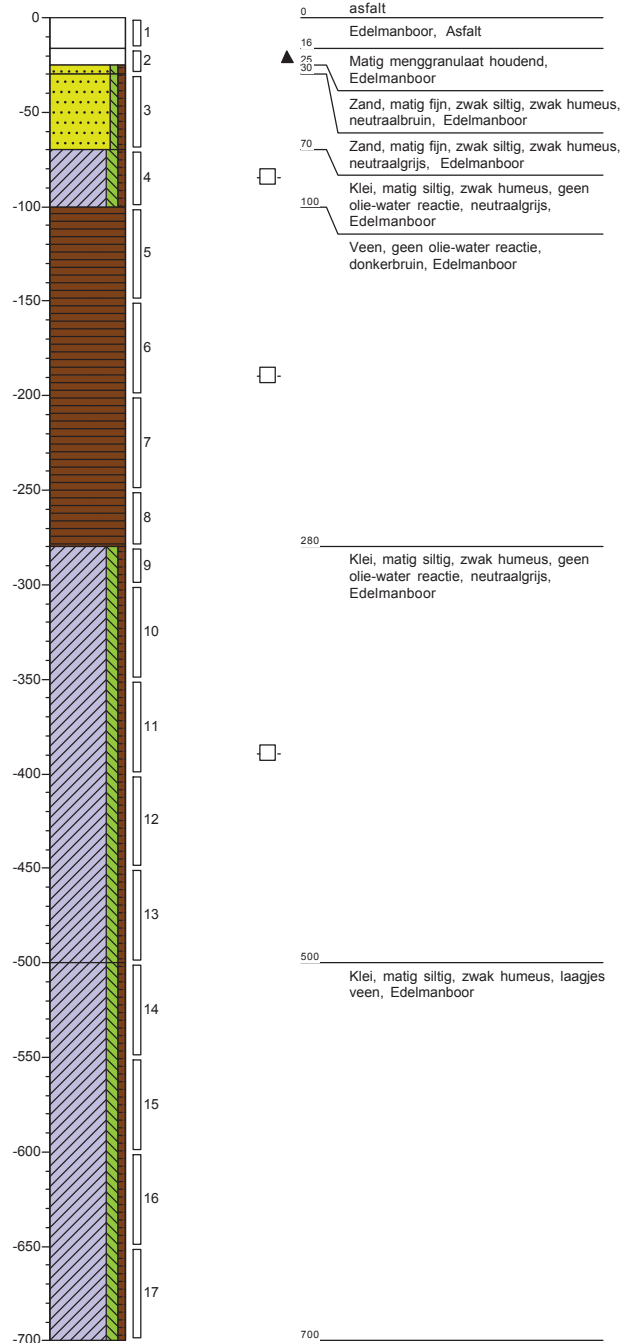 0
-50
-100
-150
-200
-250
-300
-350
-400
-450
-500
-550
-600
-650
-700
1
2
3
4
5
6
7
8
9
10
11
12
13
14
15
16
17
0 asfalt
Edelmanboor, Asfalt
16
Matig menggranulaat houdend,
Edelmanboor
25
Zand, matig fijn, zwak siltig, zwak humeus,
neutraalbruin, Edelmanboor
30
Zand, matig fijn, zwak siltig, zwak humeus,
neutraalgrijs, Edelmanboor
70
Klei, matig siltig, zwak humeus, geen
olie-water reactie, neutraalgrijs,
Edelmanboor
100
Veen, geen olie-water reactie,
donkerbruin, Edelmanboor
280
Klei, matig siltig, zwak humeus, geen
olie-water reactie, neutraalgrijs,
Edelmanboor
500
Klei, matig siltig, zwak humeus, laagjes
veen, Edelmanboor
700